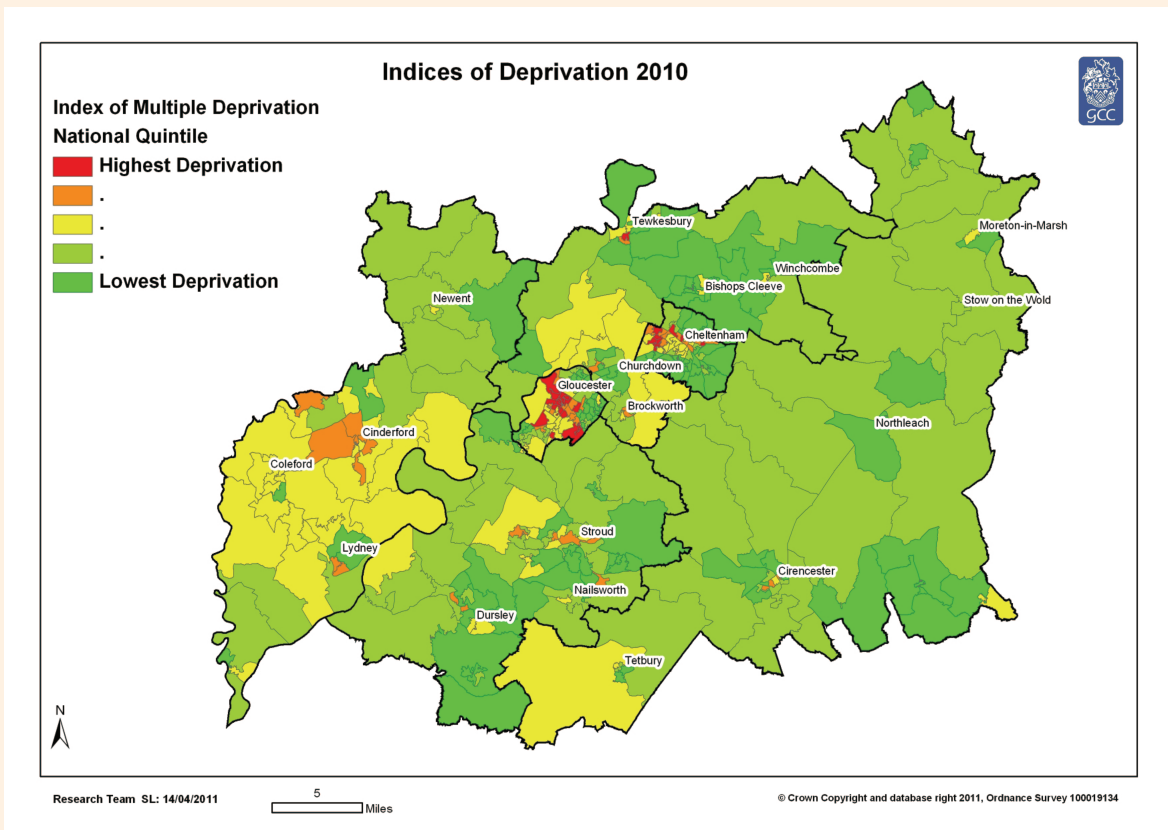 Indices of Deprivation 2010
gcc
Index of Multiple Deprivation
National Quintile
Highest Deprivation
.
.
.
Lowest Deprivation
Tewkesbury
Moreton-in-Marsh
Winchcombe
Bishops Cleeve
Newent
Stow on the Wold
Cheltenham
Churchdown
Gloucester
Brockworth
Northleach
Cinderford
Coleford
Stroud
Lydney
Cirencester
Nailsworth
Dursley
Tetbury
N
Research Team SL: 14/04/2011
5
Miles
© Crown Copyright and database right 2011, Ordnance Survey 100019134